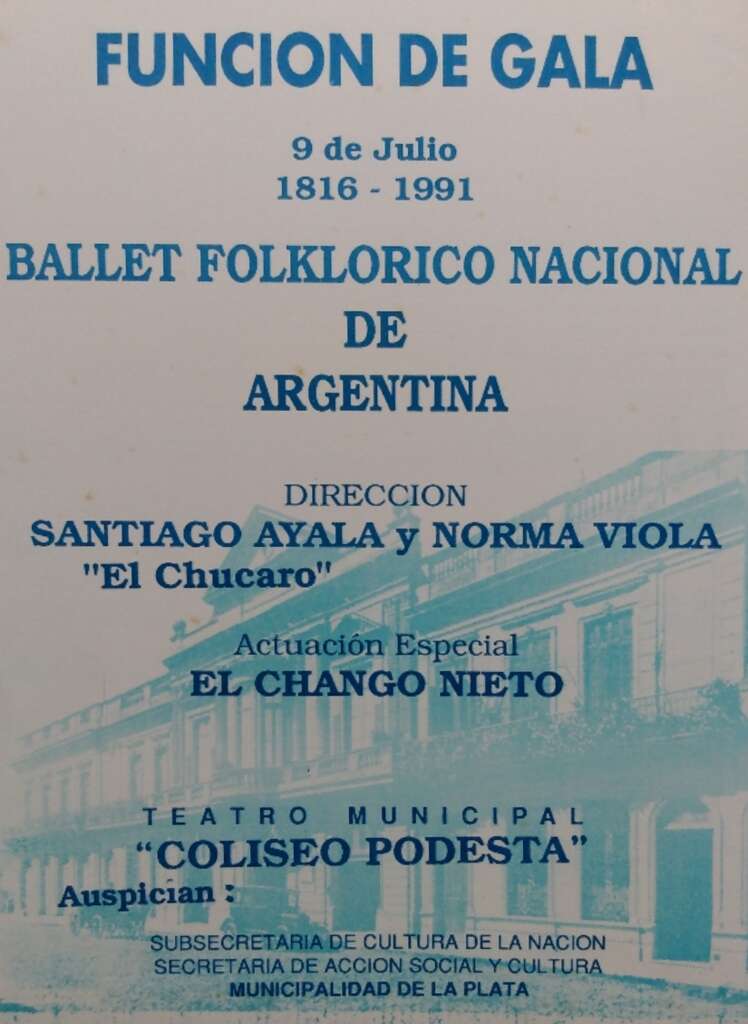 FUNCION DE GALA
9 de Julio
1816 - 1991
BALLET FOLKLORICO NACIONAL
DE
ARGENTINA
DIRECCION
SANTIAGO AYALA y NORMA VIOLA
"El Chucaro"
Actuación Especial
EL CHANGO NIETO
TEATRO MUNICIPAL
“COLISEO PODESTA”
Auspician :
SUBSECRETARIA DE CULTURA DE LA NACION
SECRETARIA DE ACCION SOCIAL Y CULTURA
MUNICIPALIDAD DE LA PLATA